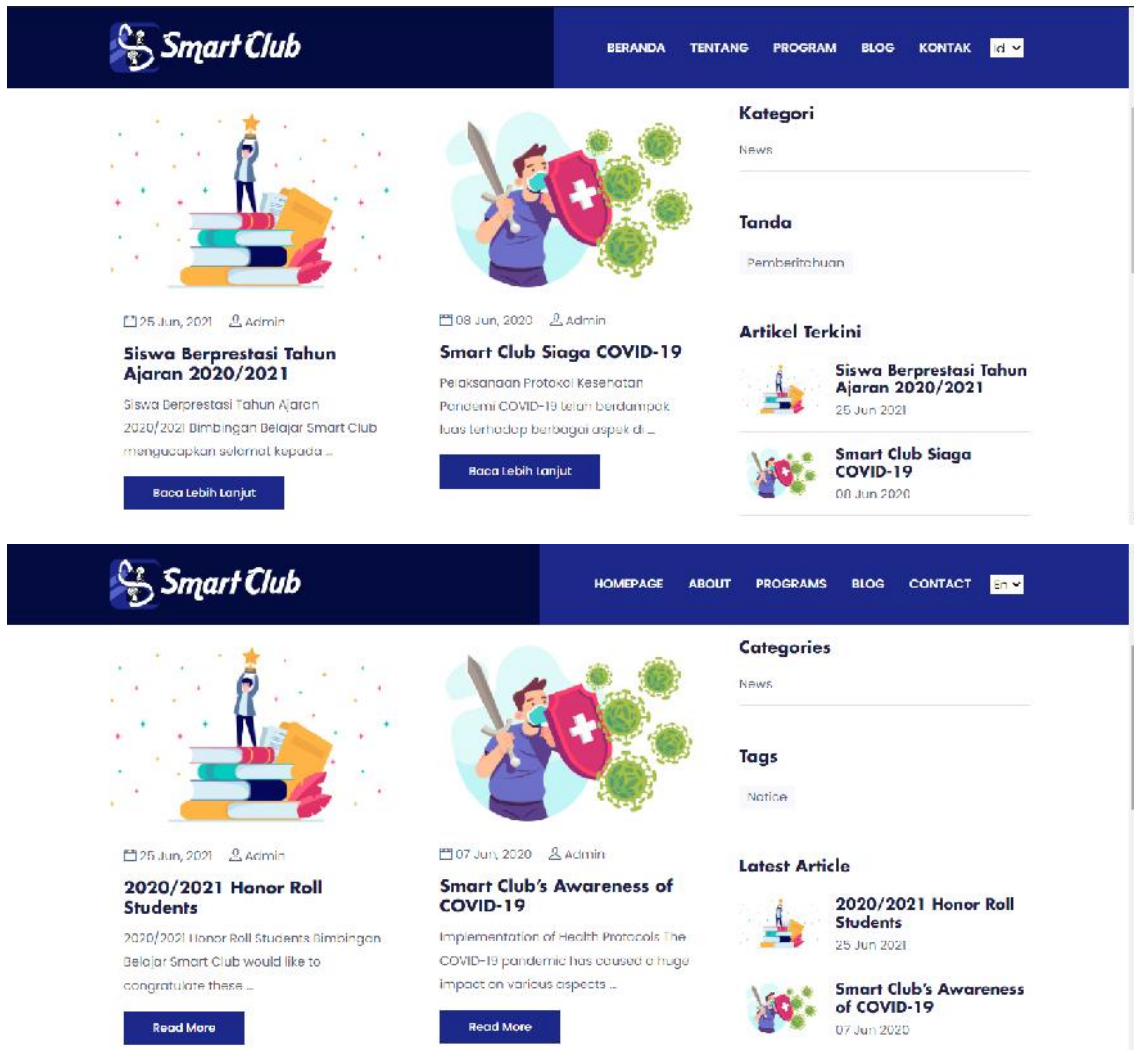 Smart Club
BERANDA TENTANG PROGRAM BLOG KONTAK Id
25 Jun, 2021 Admin
Siswa Berprestasi Tahun
Ajaran 2020/2021
Siswa Berprestasi Tahun Ajaran
2020/2021 Bimbingan Belajar Smart Club
mengucapkan selamat kepada ...
Baca Lebih Lanjut
08 Jun, 2020 Admin
Smart Club Siaga COVID-19
Pelaksanaan Protokol Kesehatan
Pandemi COVID-19 telah berdampak
luas terhadap berbagai aspek di ...
Baca Lebih Lanjut
Kategori
News
Tanda
Pemberitahuan
Artikel Terkini
Siswa Berprestasi Tahun
Ajaran 2020/2021
25 Jun 2021
Smart Club Siaga
COVID-19
08 Jun 2020
Smart Club
HOMEPAGE ABOUT PROGRAMS BLOG CONTACT En
25 Jun, 2021 Admin
2020/2021 Honor Roll
Students
2020/2021 Honor Roll Students Bimbingan
Belajar Smart Club would like to
congratulate these ...
Read More
07 Jun, 2020 Admin
Smart Club's Awareness of
COVID-19
Implementation of Health Protocols The
COVID-19 pandemic has caused a huge
impact on various aspects ...
Read More
Categories
News
Tags
Notice
Latest Article
2020/2021 Honor Roll
Students
25 Jun 2021
Smart Club's Awareness
of COVID-19
07 Jun 2020